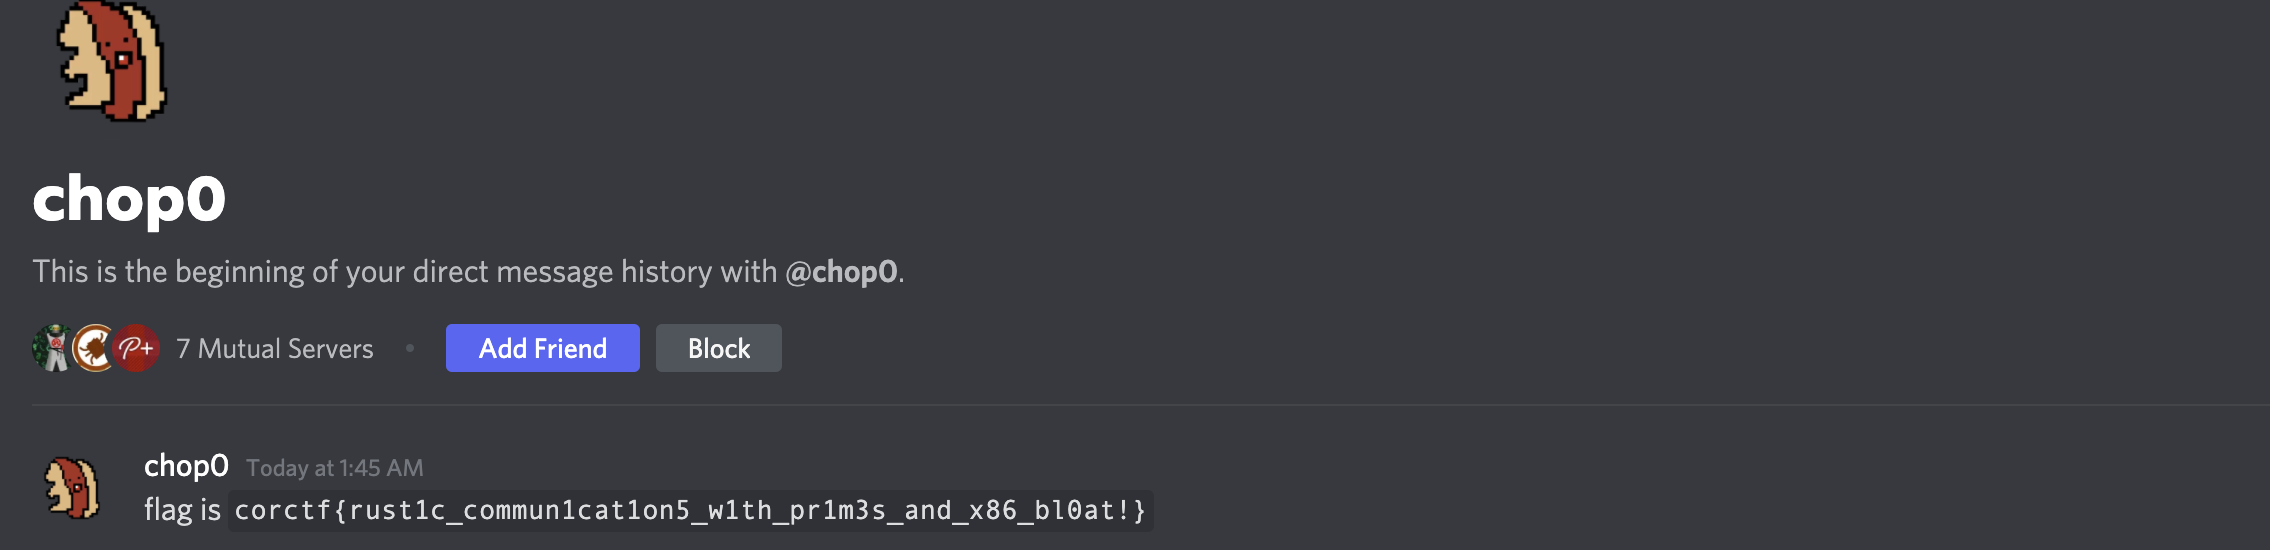 chop0
This is the beginning of your direct message history with @chop0.
P+ 7 Mutual Servers • Add Friend Block
chop0 Today at 1:45 AM
flag is corctf{rust1c_commun1cat1on5_w1th_pr1m3s_and_x86_bl0at!}